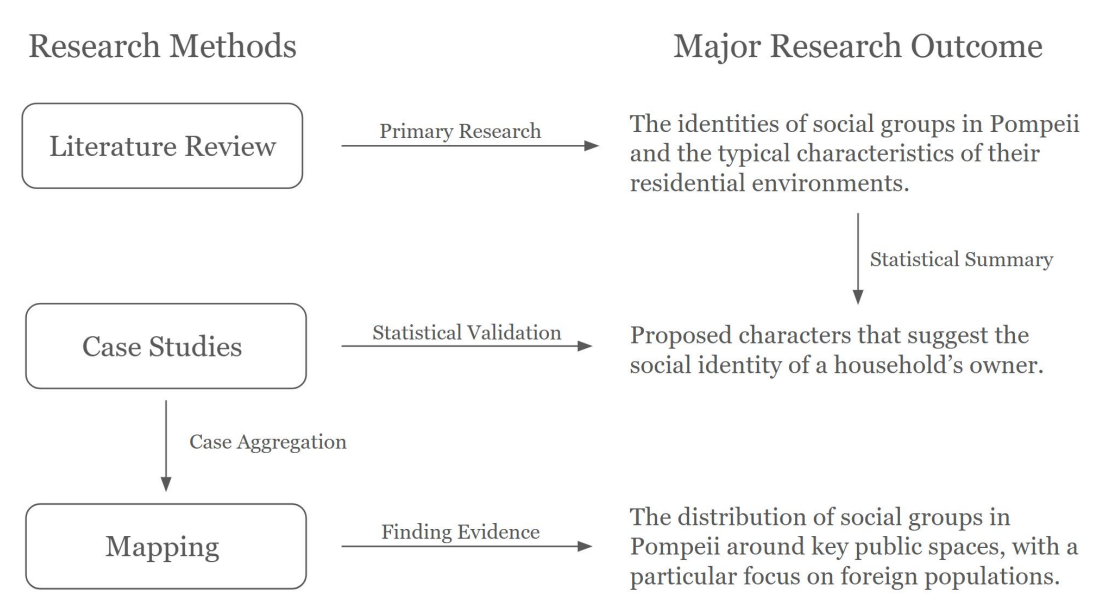 Research Methods
Major Research Outcome
Literature Review
Primary Research
The identities of social groups in Pompeii
and the typical characteristics of their
residential environments.
Statistical Summary
Case Studies
Statistical Validation
Proposed characters that suggest the
social identity of a household’s owner.
Case Aggregation
Mapping
Finding Evidence
The distribution of social groups in
Pompeii around key public spaces, with a
particular focus on foreign populations.